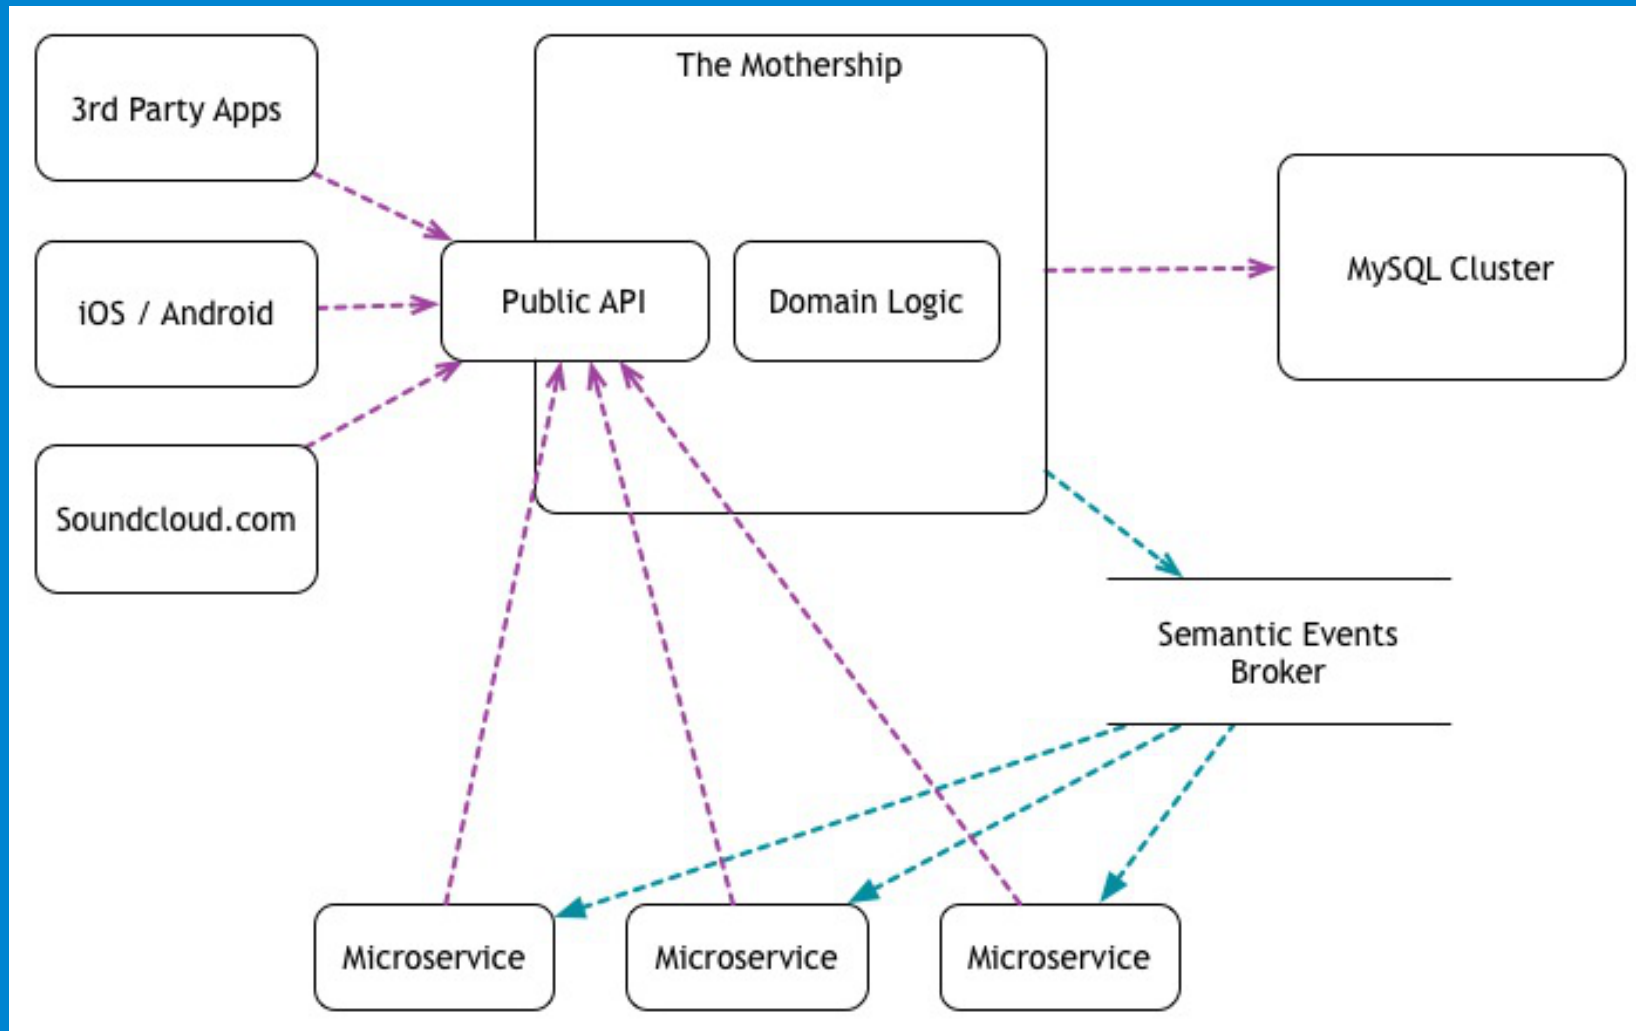 The Mothership
3rd Party Apps
iOS / Android
Soundcloud.com
Public API
Domain Logic
MySQL Cluster
Semantic Events
Broker
Microservice
Microservice
Microservice